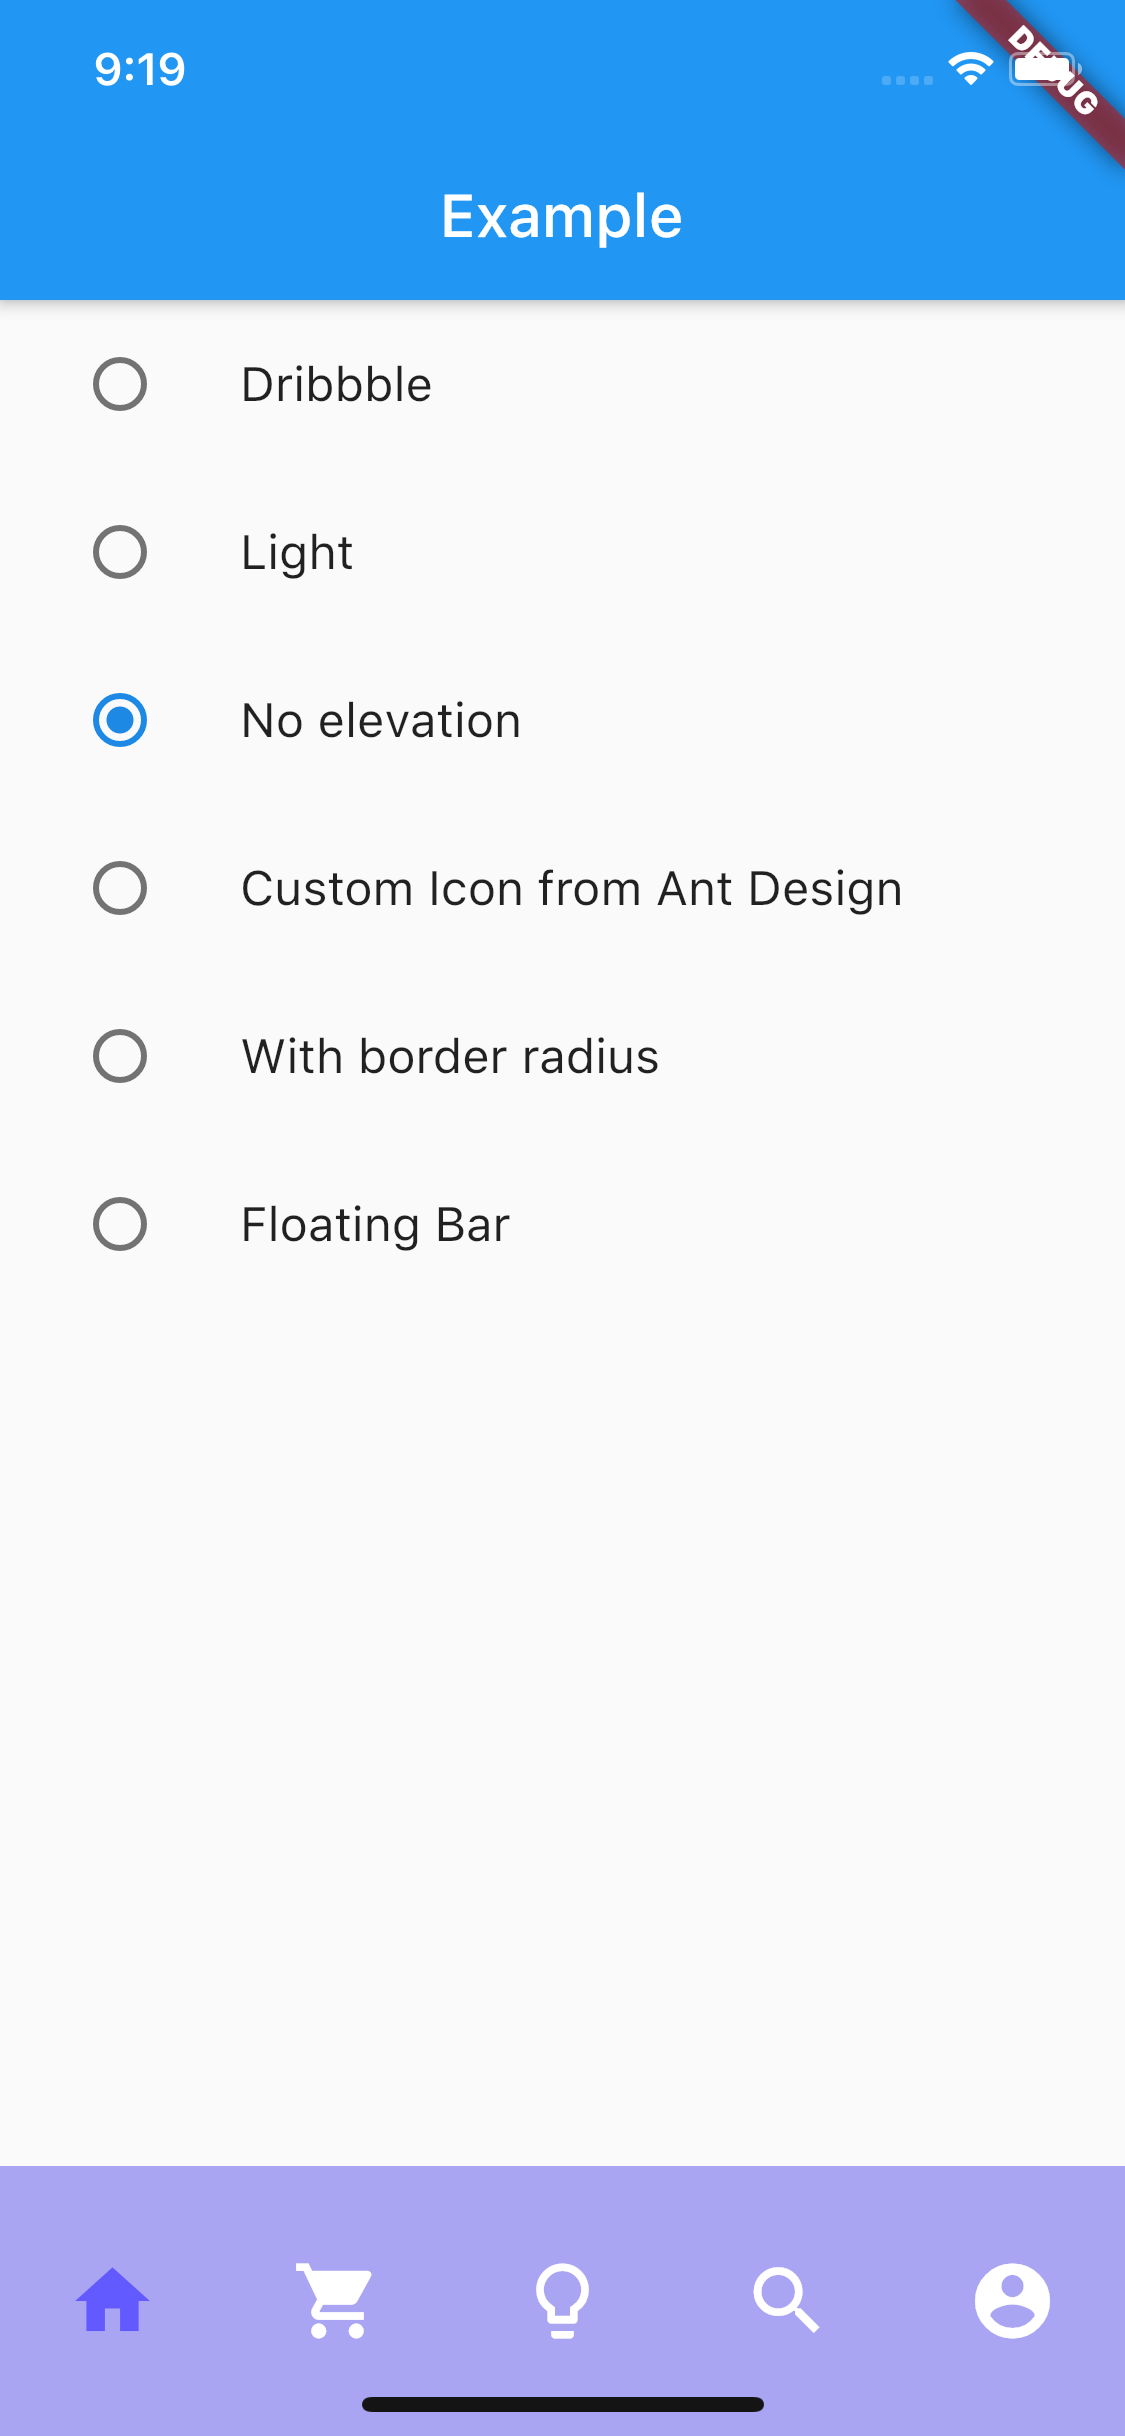 9:19
DEBUG
Example
Dribbble
Light
No elevation
Custom Icon from Ant Design
With border radius
Floating Bar